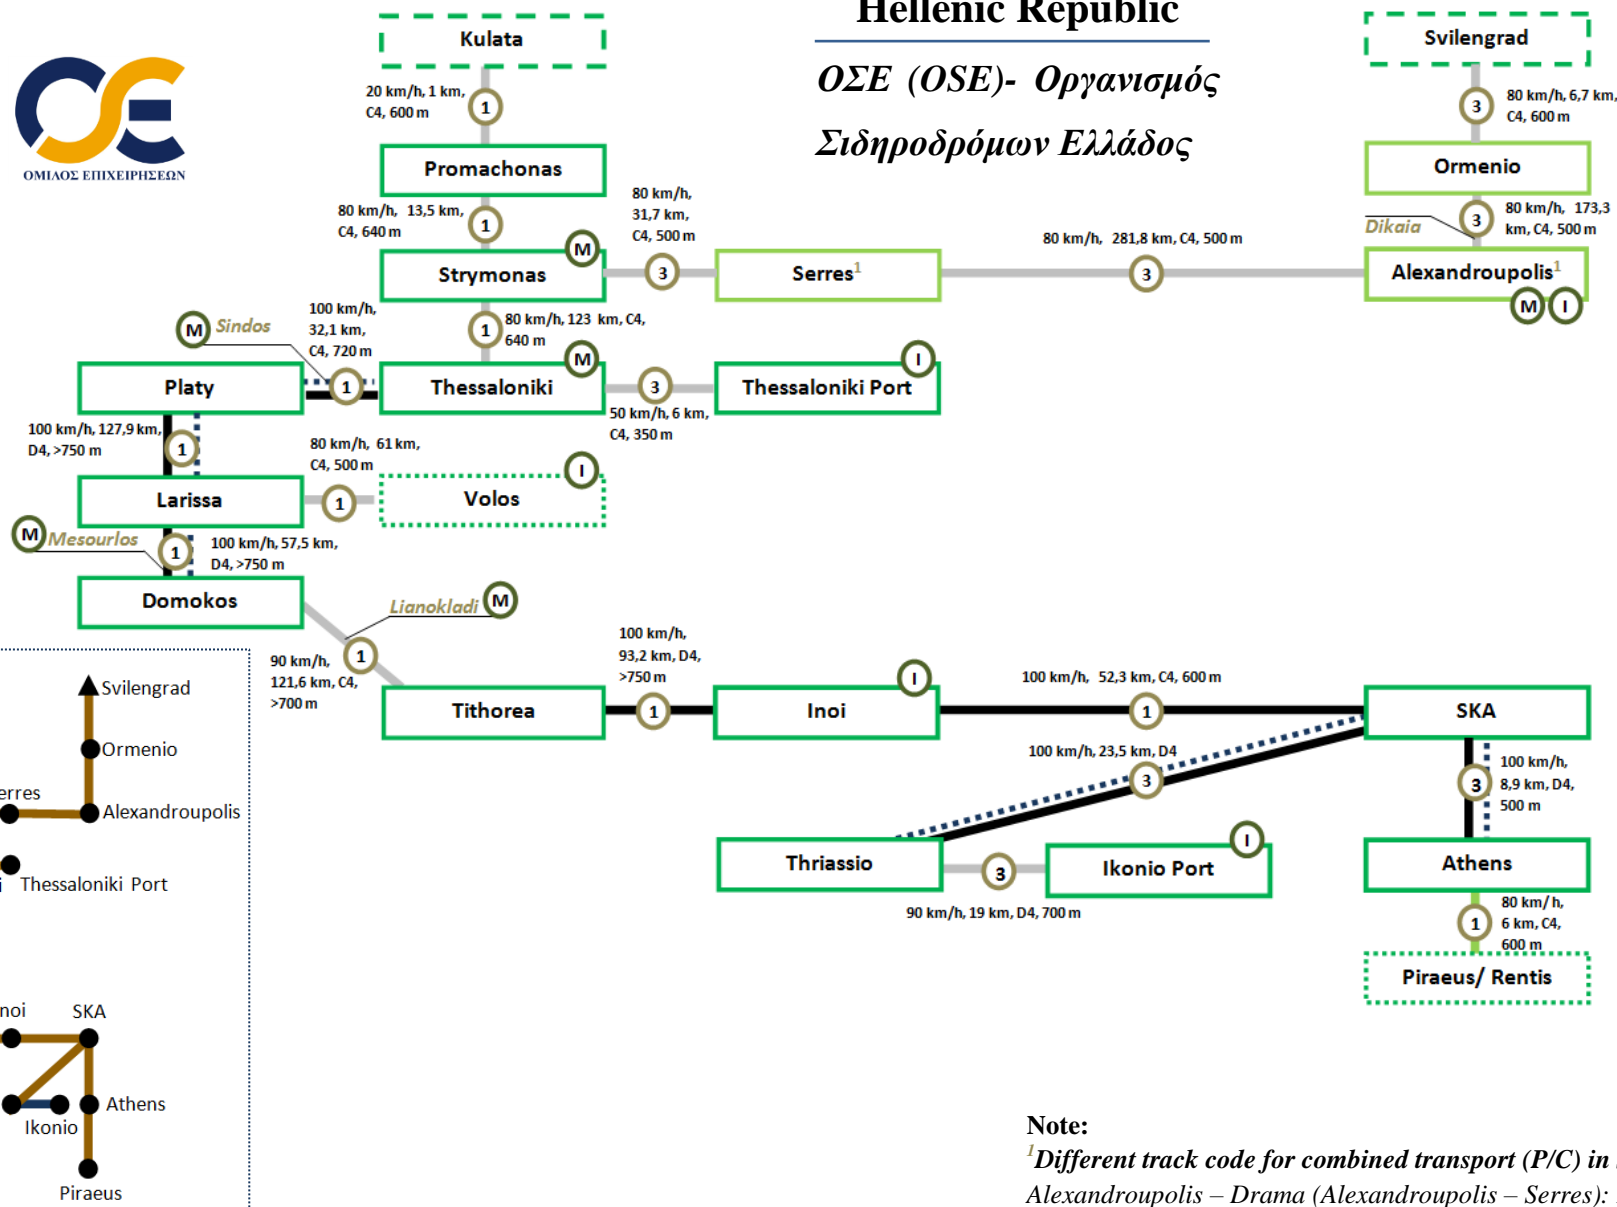 Hellenic Republic
ΟΣΕ (OSE)- Οργανισμός
Σιδηροδρόμων Ελλάδος
ΟΜΙΛΟΣ ΕΠΙΧΕΙΡΗΣΕΩΝ
Kulata
20 km/h, 1 km,
C4, 600 m
1
Promachonas
80 km/h, 13,5 km,
C4, 640 m
1
Strymonas
M
80 km/h,
31,7 km,
C4, 500 m
3
Serres1
80 km/h, 281,8 km, C4, 500 m
3
Svilengrad
3
80 km/h, 6,7 km,
C4, 600 m
Ormenio
3
80 km/h, 173,3
km, C4, 500 m
Dikaia
Alexandroupolis1
M
I
1
80 km/h, 123 km, C4,
640 m
M
Sindos
100 km/h,
32,1 km,
C4, 720 m
Platy
1
Thessaloniki
M
3
50 km/h, 6 km,
C4, 350 m
Thessaloniki Port
I
100 km/h, 127,9 km,
D4, >750 m
1
80 km/h, 61 km,
C4, 500 m
Larissa
1
Volos
I
M
Mesourlos
1
100 km/h, 57,5 km,
D4, >750 m
Domokos
Lianokladi
M
1
90 km/h,
121,6 km, C4,
>700 m
Tithorea
100 km/h,
93,2 km, D4,
>750 m
1
Inoi
I
100 km/h, 52,3 km, C4, 600 m
1
SKA
100 km/h, 23,5 km, D4
3
3
100 km/h,
8,9 km, D4,
500 m
Thriassio
3
Ikonio Port
I
90 km/h, 19 km, D4, 700 m
Athens
1
80 km/h,
6 km, C4,
600 m
Piraeus/ Rentis
Svilengrad
Ormenio
erres
Alexandroupolis
i
Thessaloniki Port
noi
SKA
Athens
Ikonio
Piraeus
Note:
1Different track code for combined transport (P/C) in
Alexandroupolis – Drama (Alexandroupolis – Serres):